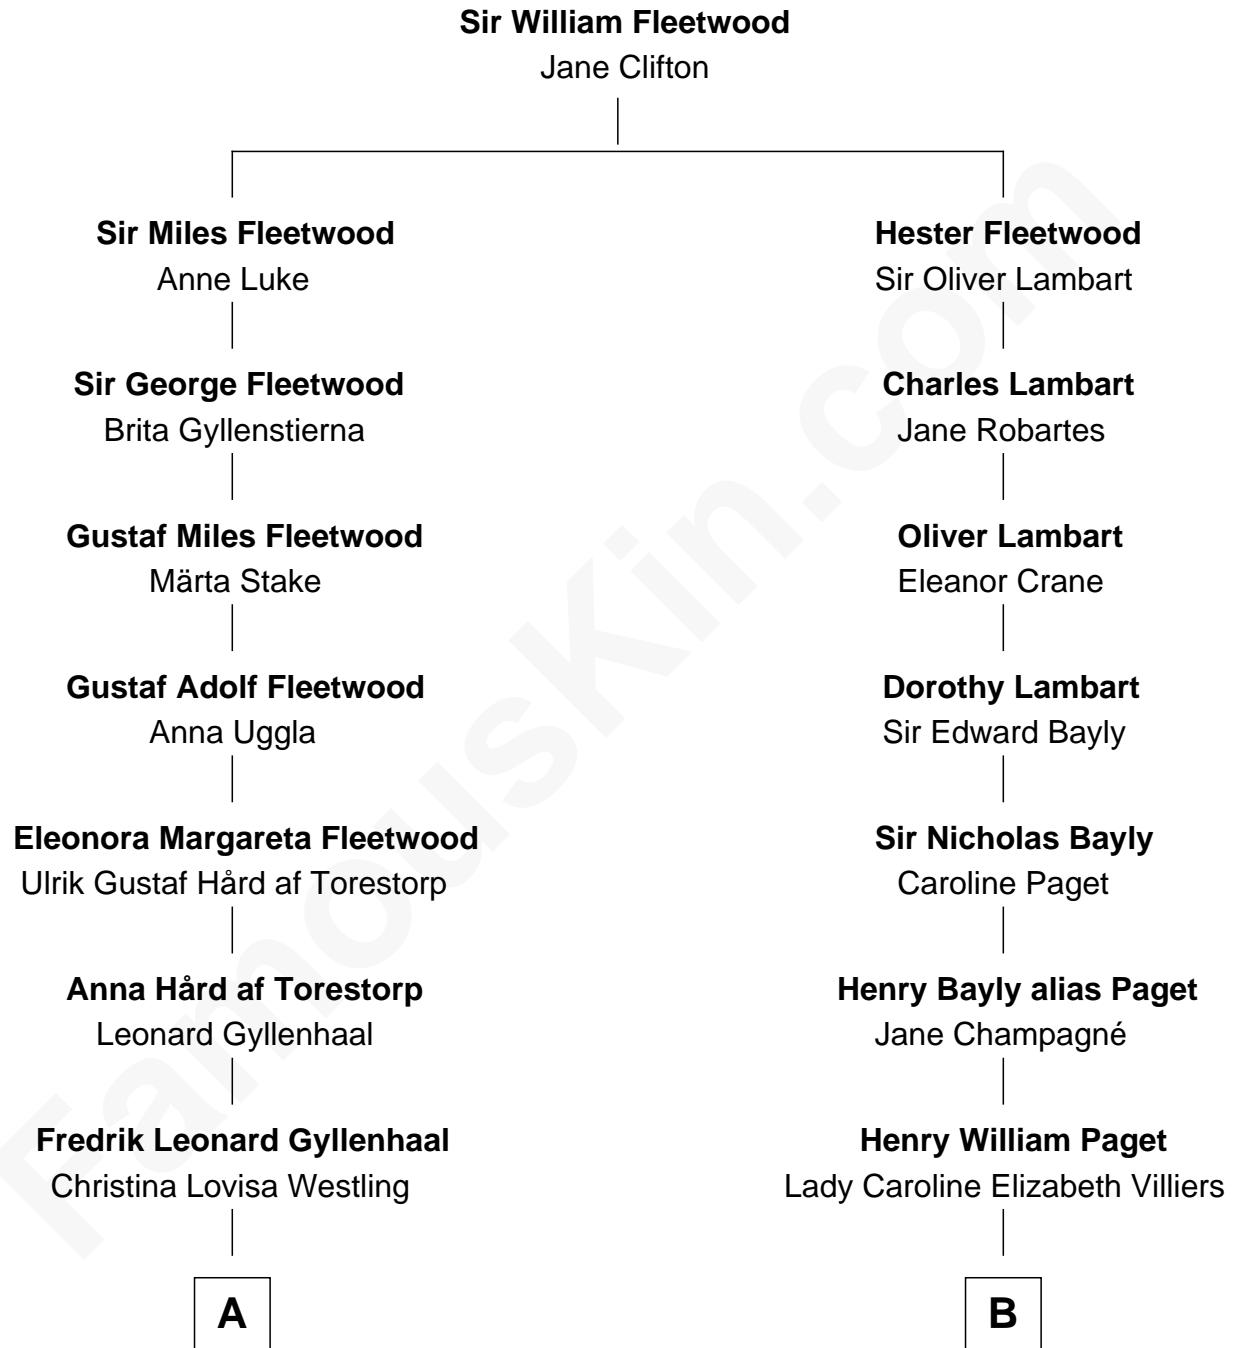 Sir William Fleetwood
Jane Clifton
Sir Miles Fleetwood
Anne Luke
Hester Fleetwood
Sir Oliver Lambart
Sir George Fleetwood
Brita Gyllenstierna
Charles Lambart
Jane Robartes
Gustaf Miles Fleetwood
Märta Stake
Oliver Lambart
Eleanor Crane
Gustaf Adolf Fleetwood
Anna Uggla
Dorothy Lambart
Sir Edward Bayly
Eleonora Margareta Fleetwood
Ulrik Gustaf Hård af Torestorp
Sir Nicholas Bayly
Caroline Paget
Anna Hård af Torestorp
Leonard Gyllenhaal
Henry Bayly alias Paget
Jane Champagné
Fredrik Leonard Gyllenhaal
Christina Lovisa Westling
Henry William Paget
Lady Caroline Elizabeth Villiers
A
B
FamousKin.com